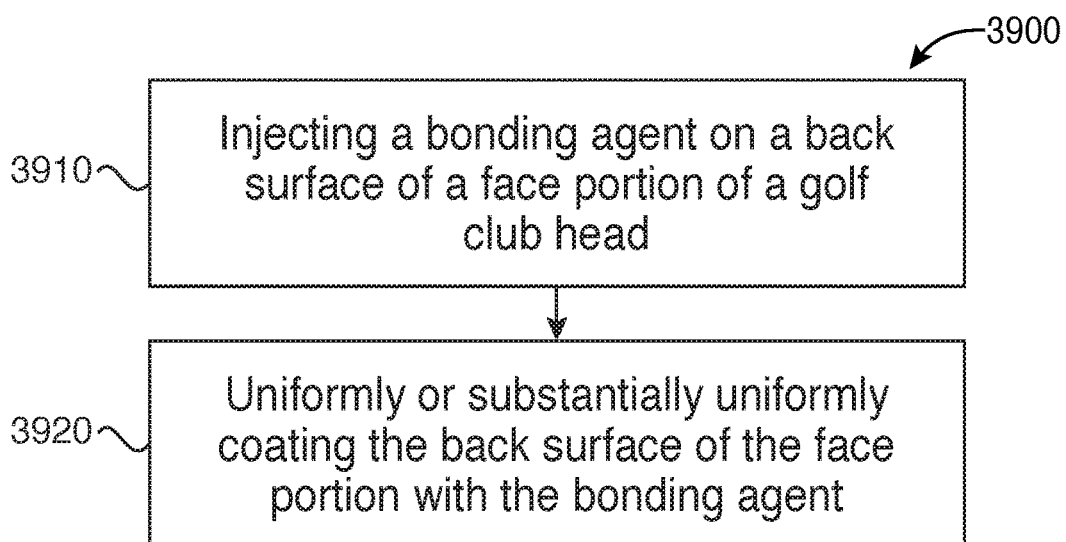 3900
Injecting a bonding agent on a back
3910
surface of a face portion of a golf
club head
Uniformly or substantially uniformly
3920
coating the back surface of the face
portion with the bonding agent